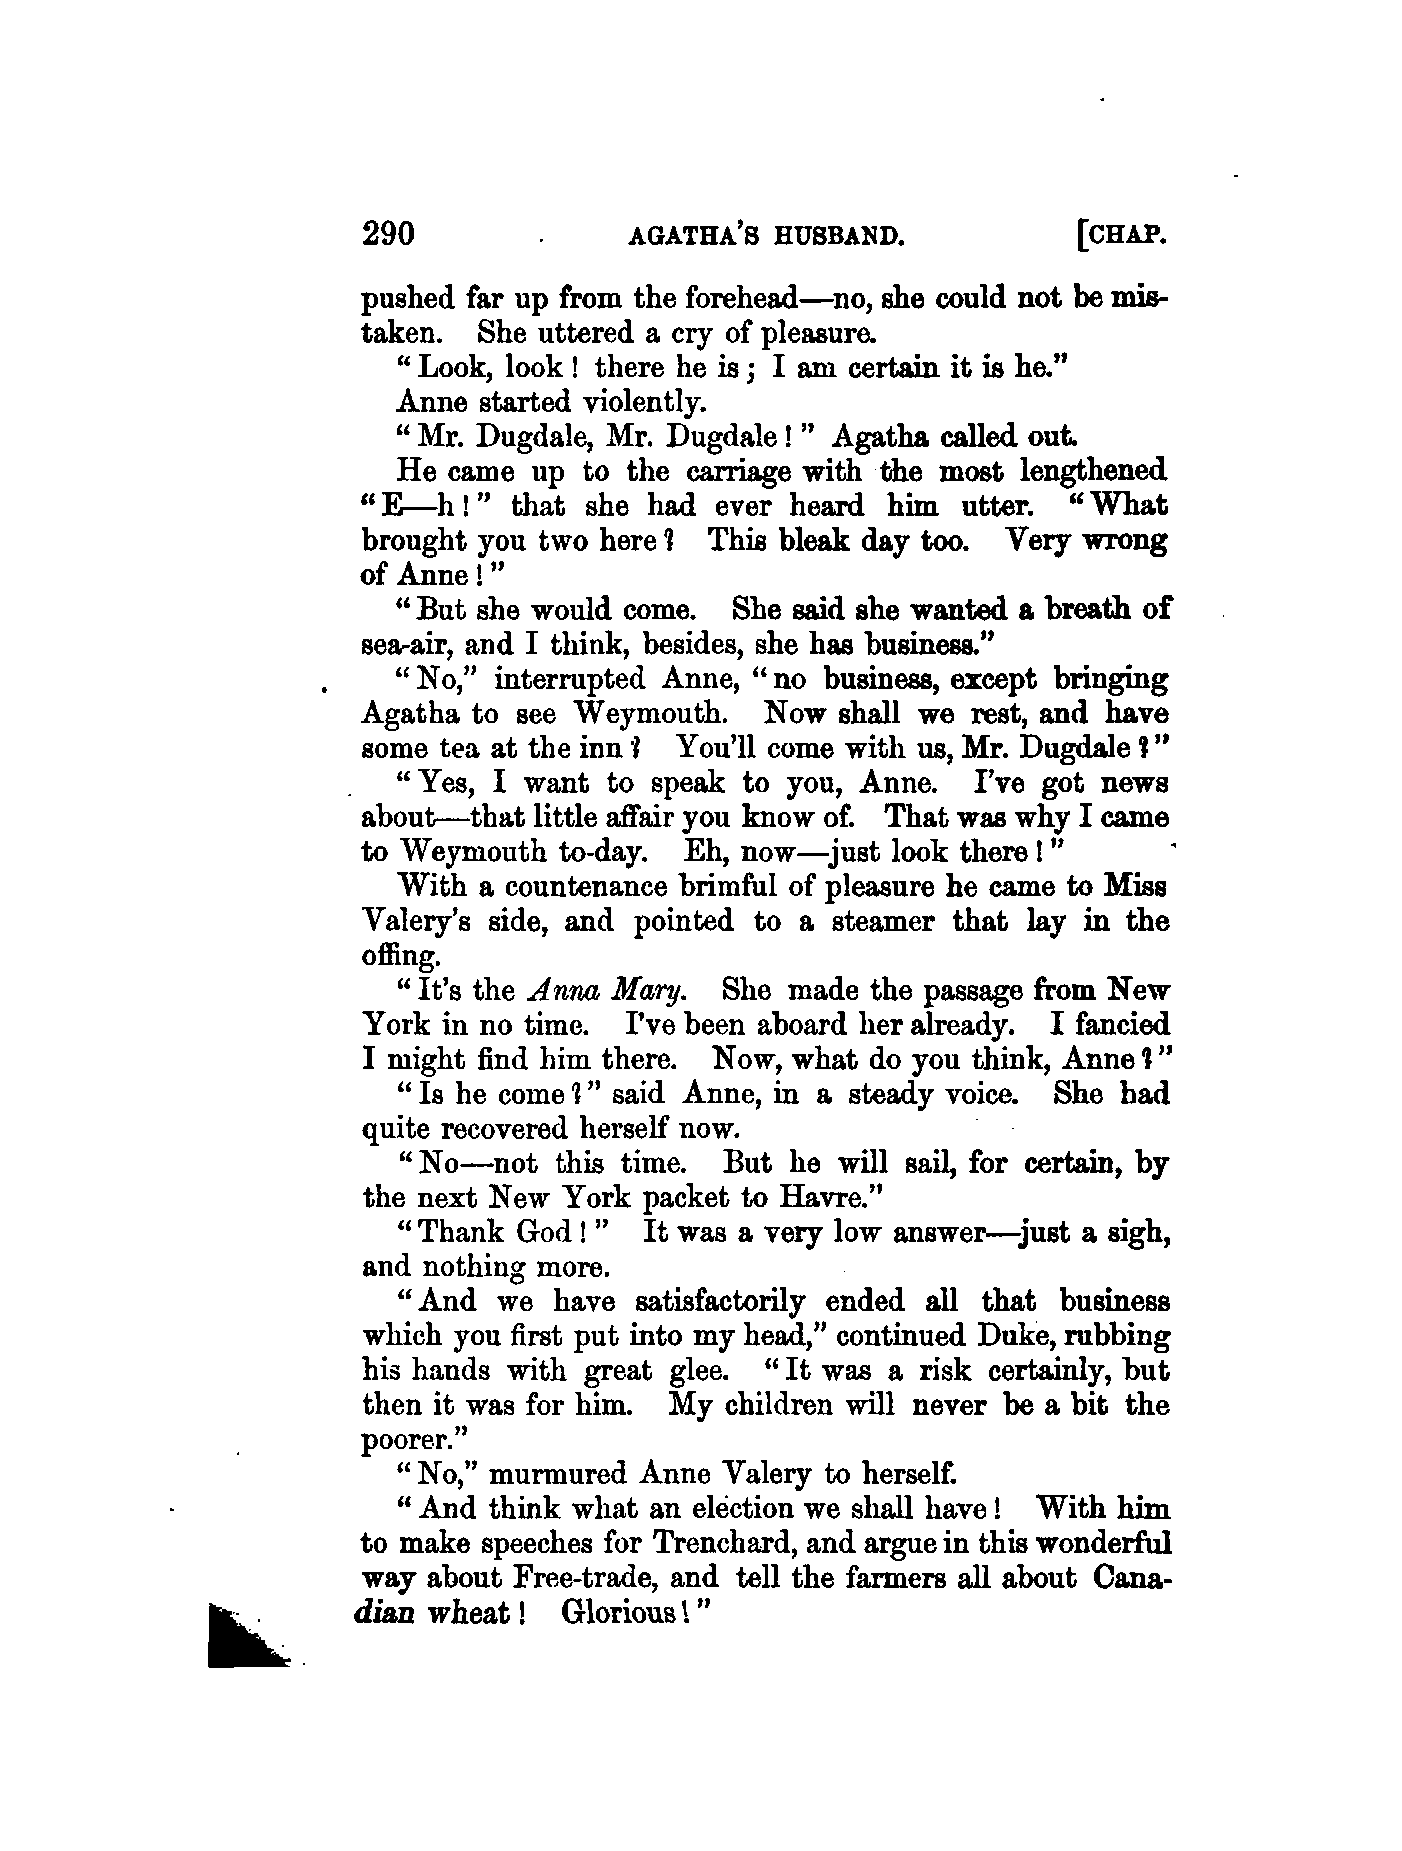 290 AGATHA'S HUSBAND. [CHAP.
pushed far up from the forehead—no, she could not be mis-
taken. She uttered a cry of pleasure.
"Look, look! there he is; I am certain it is he."
Anne started violently.
"Mr. Dugdale, Mr. Dugdale!" Agatha called out.
He came up to the carriage with the most lengthened
"E—h!" that she had ever heard him utter. "What
brought you two here? This bleak day too. Very wrong
of Anne!"
"But she would come. She said she wanted a breath of
sea-air, and I think, besides, she has business."
"No," interrupted Anne, "no business, except bringing
Agatha to see Weymouth. Now shall we rest, and have
some tea at the inn? You'll come with us, Mr. Dugdale?"
"Yes, I want to speak to you, Anne. I've got news
about—that little affair you know of. That was why I came
to Weymouth to-day. Eh, now—just look there!"
With a countenance brimful of pleasure he came to Miss
Valery's side, and pointed to a steamer that lay in the
offing.
"It's the Anna Mary. She made the passage from New
York in no time. I've been aboard her already. I fancied
I might find him there. Now, what do you think, Anne?"
"Is he come?" said Anne, in a steady voice. She had
quite recovered herself now.
"No—not this time. But he will sail, for certain, by
the next New York packet to Havre."
"Thank God!" It was a very low answer—just a sigh,
and nothing more.
"And we have satisfactorily ended all that business
which you first put into my head," continued Duke, rubbing
his hands with great glee. "It was a risk certainly, but
then it was for him. My children will never be a bit the
poorer."
"No," murmured Anne Valery to herself.
"And think what an election we shall have! With him
to make speeches for Trenchard, and argue in this wonderful
way about Free-trade, and tell the farmers all about Cana-
dian wheat! Glorious!"